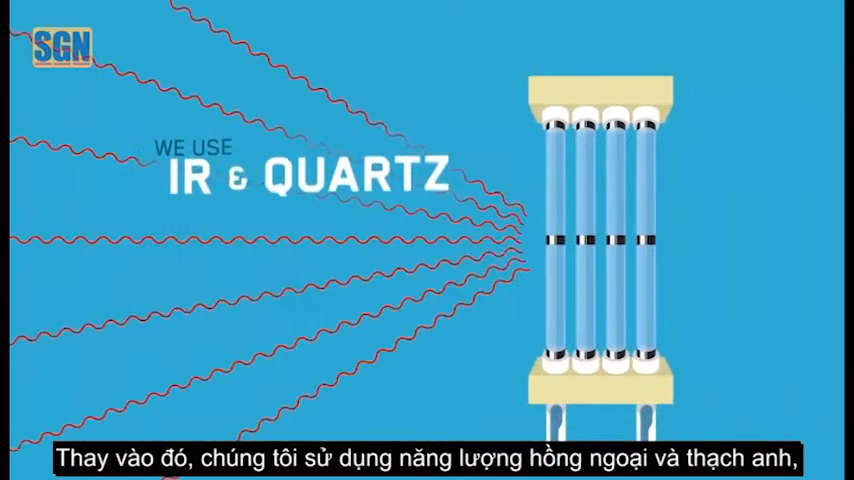 SGN
WE USE
IR & QUARTZ
Thay vào đó, chúng tôi sử dụng năng lượng hồng ngoại và thạch anh,